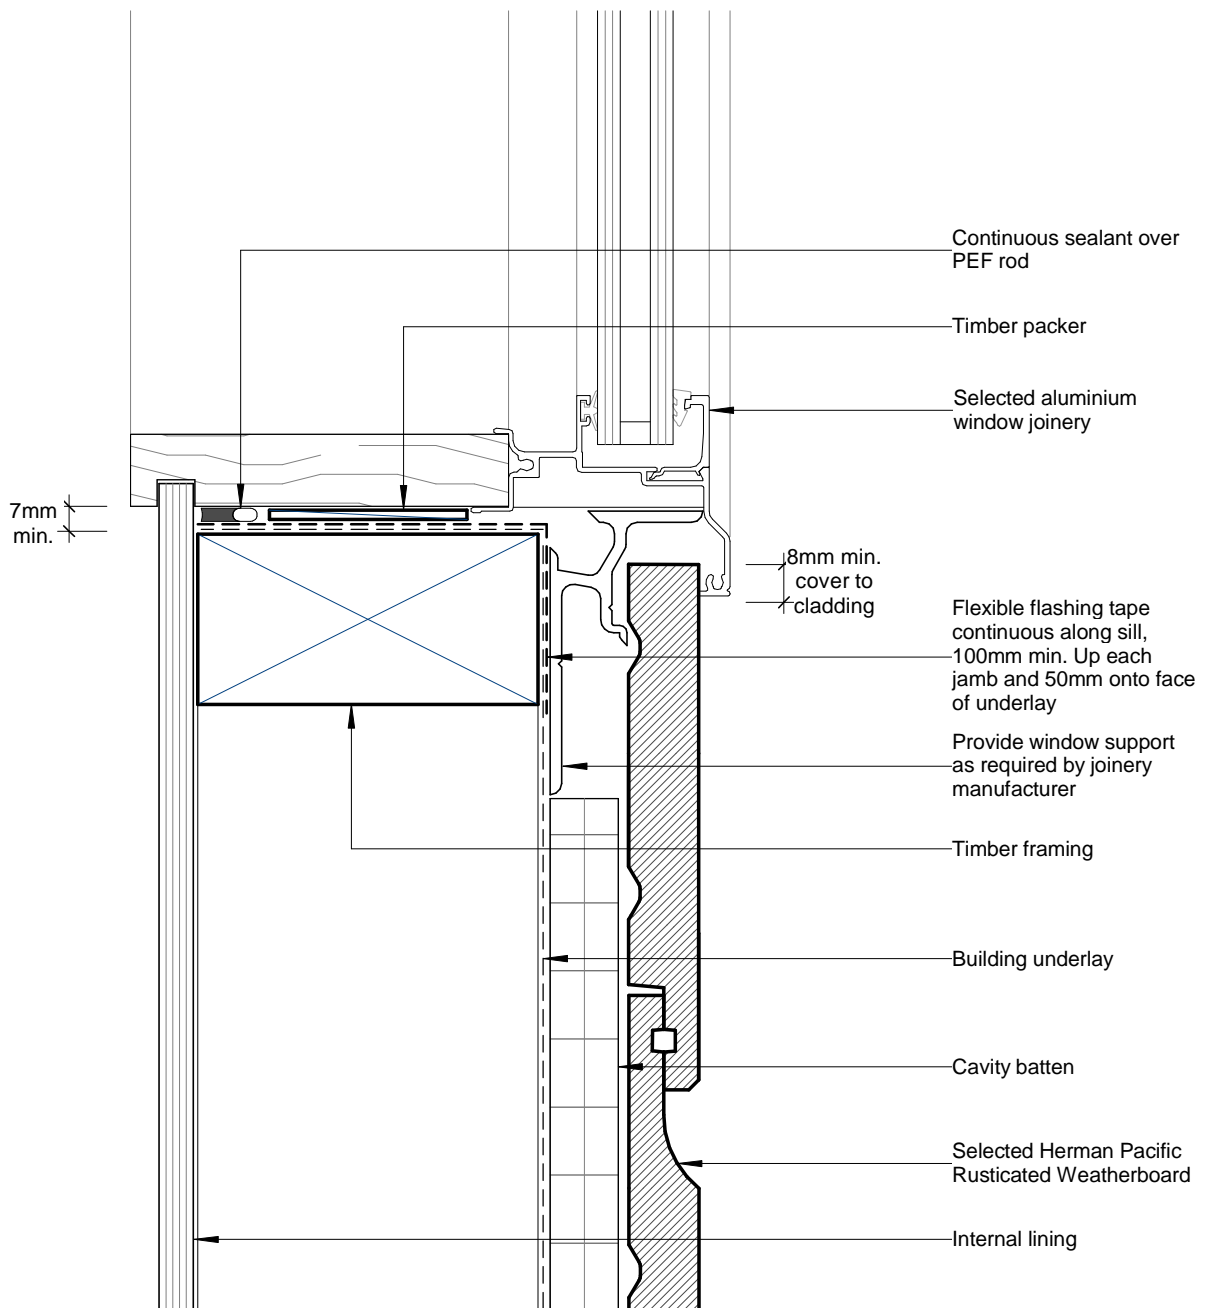 Continuous sealant over
PEF rod
Timber packer
Selected aluminium
window joinery
7mm
min.
8mm min.
cover to
cladding
Flexible flashing tape
continuous along sill,
100mm min. Up each
jamb and 50mm onto face
of underlay
Provide window support
as required by joinery
manufacturer
Timber framing
Building underlay
Cavity batten
Selected Herman Pacific
Rusticated Weatherboard
Internal lining